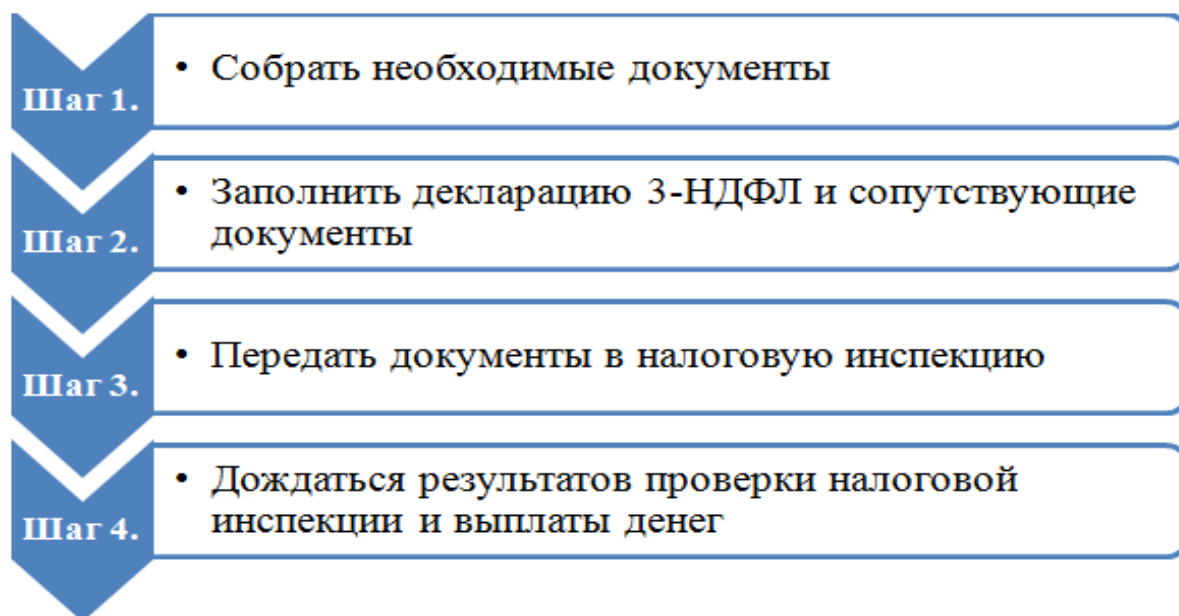 Шаг 1.
• Собрать необходимые документы
Шаг 2.
• Заполнить декларацию 3-НДФЛ и сопутствующие
документы
Шаг 3.
• Передать документы в налоговую инспекцию
Шаг 4.
• Дождаться результатов проверки налоговой
инспекции и выплаты денег